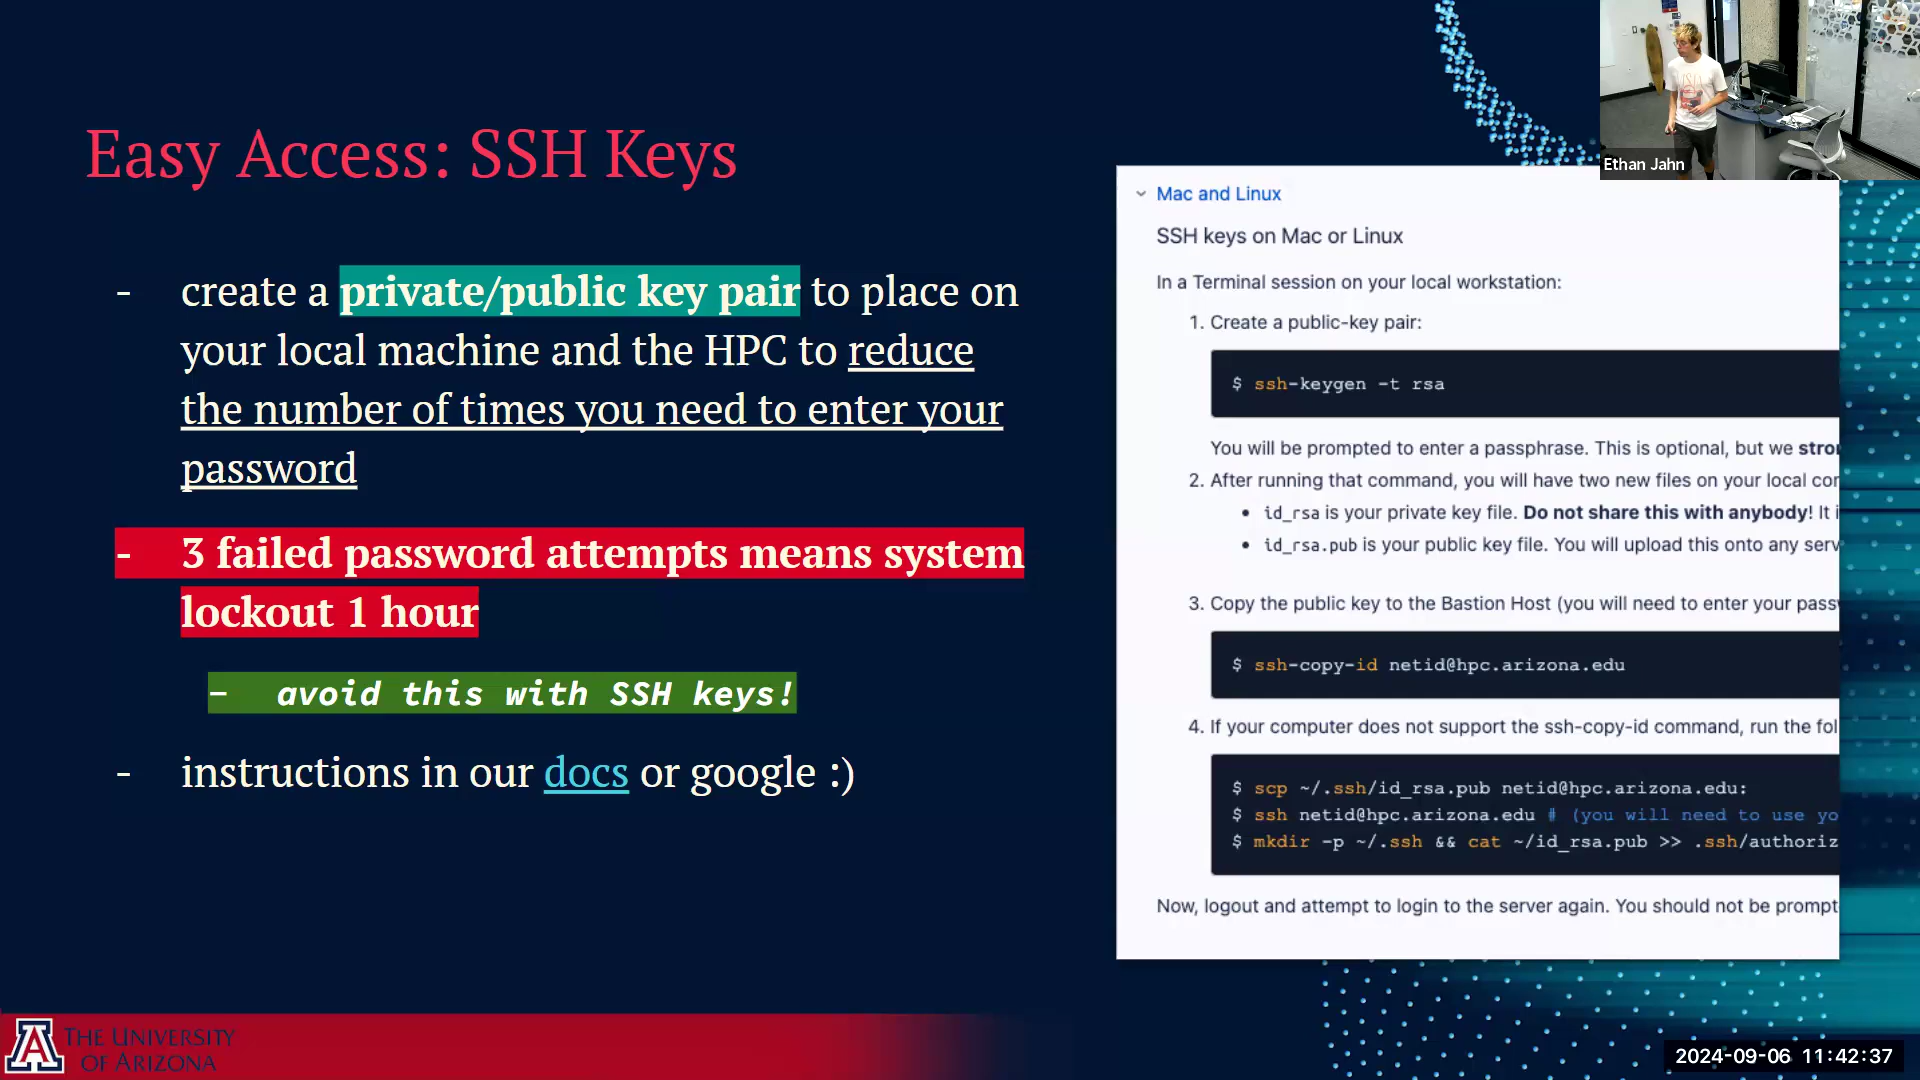 Easy Access: SSH Keys
- create a private/public key pair to place on
your local machine and the HPC to reduce
the number of times you need to enter your
password
- 3 failed password attempts means system
lockout 1 hour
- avoid this with SSH keys!
- instructions in our docs or google :)
Mac and Linux
SSH keys on Mac or Linux
In a Terminal session on your local workstation:
1. Create a public-key pair:
$ ssh-keygen -t rsa
You will be prompted to enter a passphrase. This is optional, but we
2. After running that command, you will have two new files on your local
• id_rsa is your private key file. Do not share this with anybody! It
• id_rsa.pub is your public key file. You will upload this onto any
3. Copy the public key to the Bastion Host (you will need to enter your
$ ssh-copy-id netid@hpc.arizona.edu
4. If your computer does not support the ssh-copy-id command, run the
$ scp ~/.ssh/id_rsa.pub netid@hpc.arizona.edu:
$ ssh netid@hpc.arizona.edu # (you will need to use
$ mkdir -p ~/.ssh && cat ~/id_rsa.pub >> .ssh/authoriz
Now, logout and attempt to login to the server again. You should not be
Ethan Jahn
THE UNIVERSITY
OF ARIZONA
2024-09-06 11:42:37